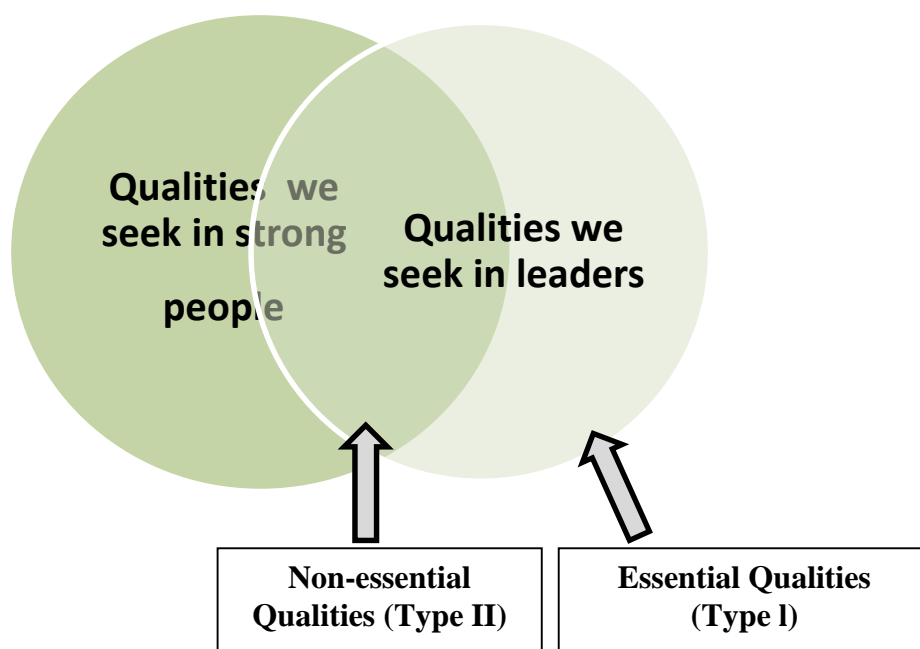 Qualities we
seek in strong
people
Qualities we
seek in leaders
Non-essential
Qualities (Type II)
Essential Qualities
(Type l)